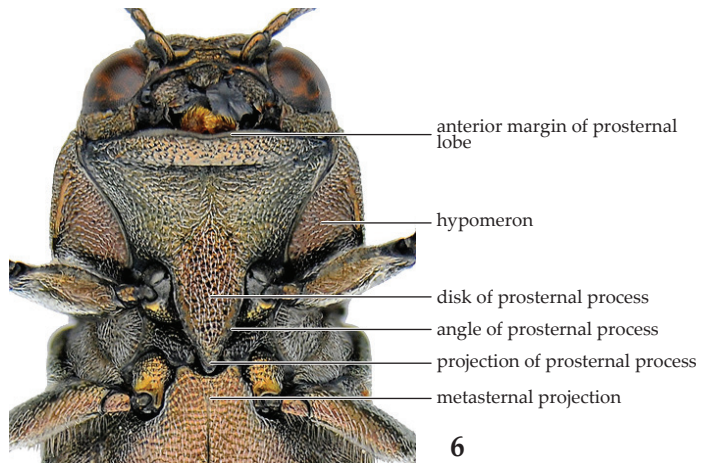 anterior margin of prosternal
lobe
hypomeron
disk of prosternal process
angle of prosternal process
projection of prosternal process
metasternal projection
6